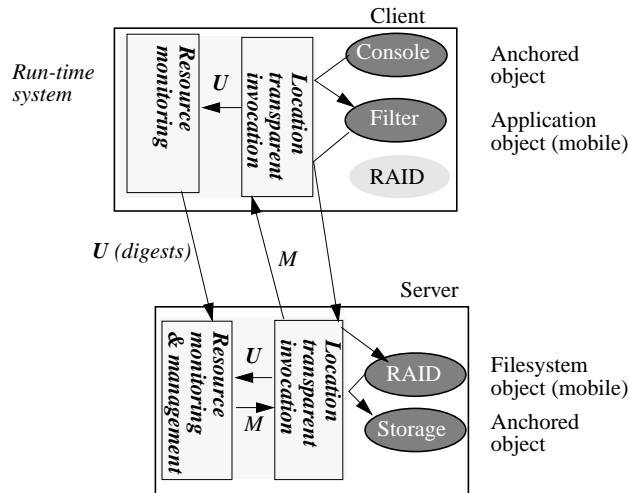 Client
Run-time
system
Resource
monitoring
U
Location
transparent
invocation
Console
Filter
RAID
Anchored
object
Application
object (mobile)
U (digests)
M
Server
Resource
monitoring
& management
U
M
Location
transparent
invocation
RAID
Storage
Filesystem
object (mobile)
Anchored
object